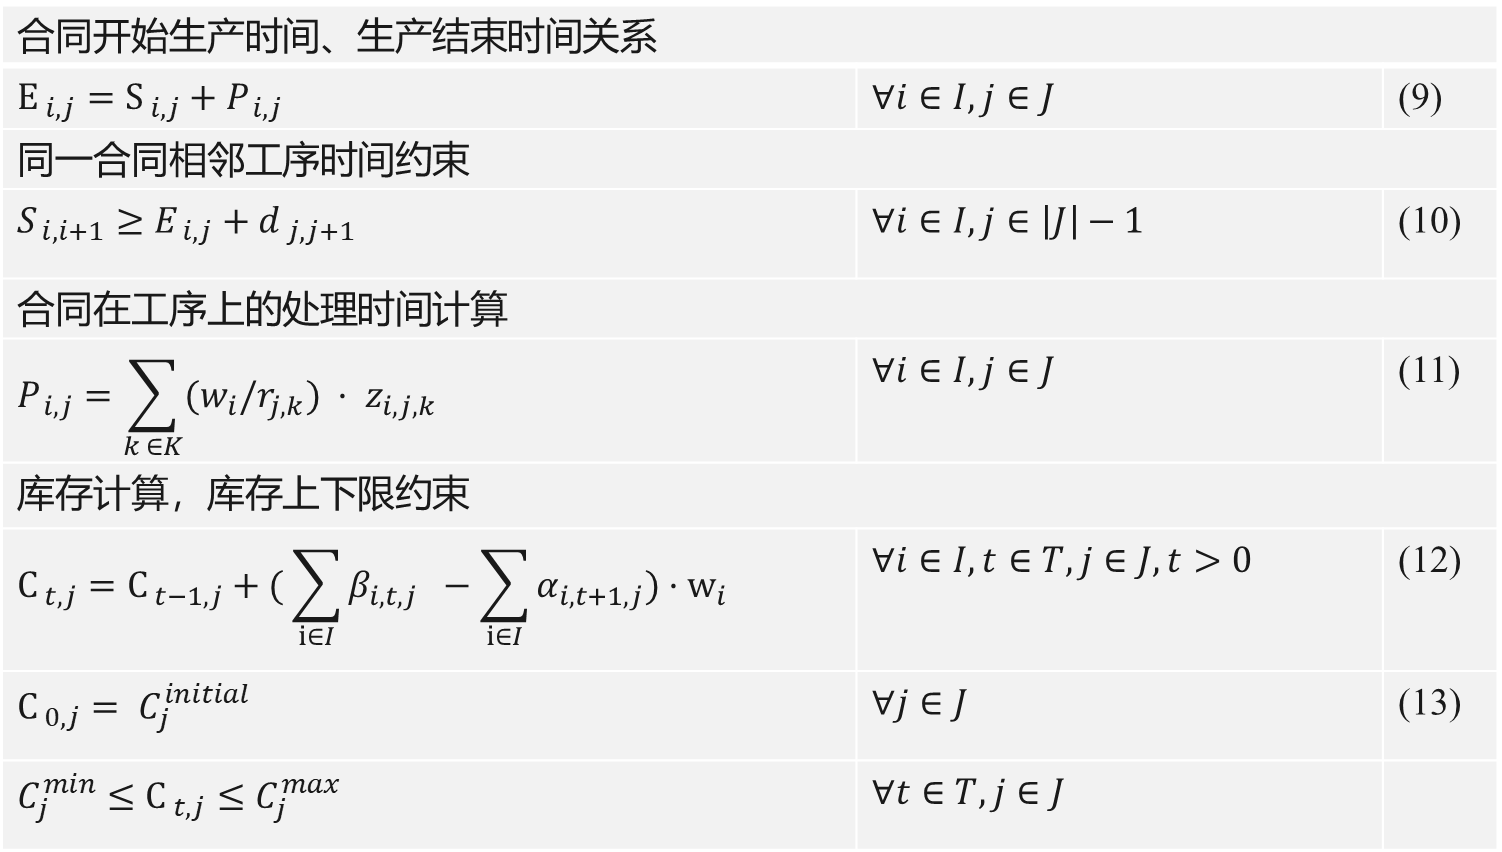 合同开始生产时间、生产结束时间关系
E i,j = S i,j + P i,j ∀i ∈ I, j ∈ J (9)
同一合同相邻工序时间约束
S i,i+1 ≥ E i,j + d j,j+1 ∀i ∈ I, j ∈ |J| − 1 (10)
合同在工序上的处理时间计算
P i,j = ∑ k ∈K (w i / r j,k) · z i,j,k ∀i ∈ I, j ∈ J (11)
库存计算，库存上下限约束
C t,j = C t−1,j + ( ∑ i∈I β i,t,j − ∑ i∈I α i,t+1,j) · w i ∀i ∈ I, t ∈ T, j ∈ J, t > 0 (12)
C 0,j = C j initial ∀j ∈ J (13)
C j min ≤ C t,j ≤ C j max ∀t ∈ T, j ∈ J